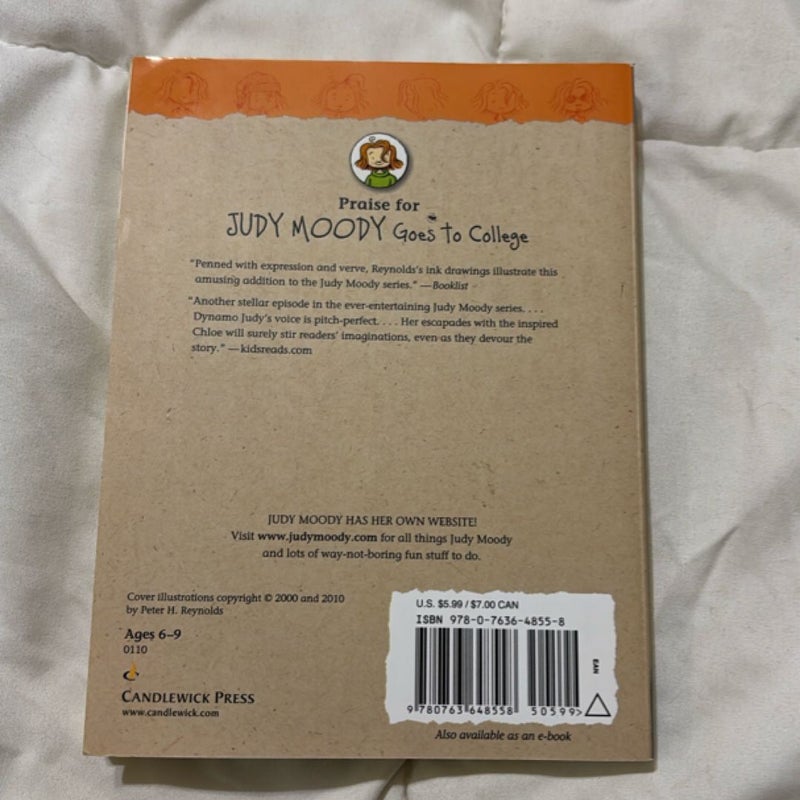 Praise for
JUDY MOODY Goes to College
“Penned with expression and verve, Reynolds’s ink drawings illustrate this
amusing addition to the Judy Moody series.” — Booklist
“Another stellar episode in the ever-entertaining Judy Moody series. . . .
Dynamo Judy’s voice is pitch-perfect. . . . Her escapades with the inspired
Chloe will surely stir readers’ imaginations, even as they devour the
story.” — kidsreads.com
JUDY MOODY HAS HER OWN WEBSITE!
Visit www.judymoody.com for all things Judy Moody
and lots of way-not-boring fun stuff to do.
Cover illustrations copyright © 2000 and 2010
by Peter H. Reynolds
Ages 6–9
0110
CANDLEWICK PRESS
www.candlewick.com
U.S. $5.99 / $7.00 CAN
ISBN 978-0-7636-4855-8
EAN
9 780763 648558 50599>
Also available as an e-book